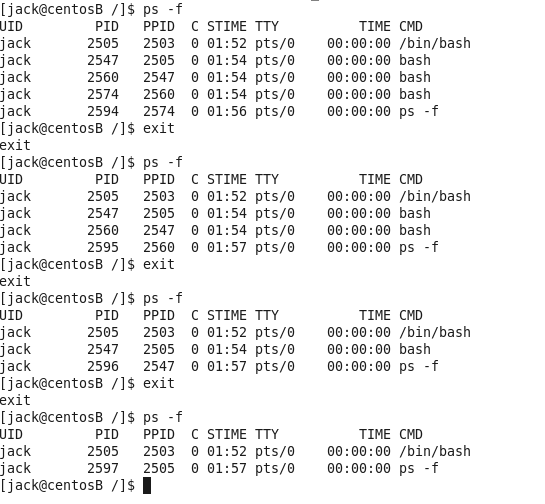 [jack@centosB /]$ ps -f
UID        PID  PPID  C STIME TTY          TIME CMD
jack      2505  2503  0 01:52 pts/0    00:00:00 /bin/bash
jack      2547  2505  0 01:54 pts/0    00:00:00 bash
jack      2560  2547  0 01:54 pts/0    00:00:00 bash
jack      2574  2560  0 01:54 pts/0    00:00:00 bash
jack      2594  2574  0 01:56 pts/0    00:00:00 ps -f
[jack@centosB /]$ exit
exit
[jack@centosB /]$ ps -f
UID        PID  PPID  C STIME TTY          TIME CMD
jack      2505  2503  0 01:52 pts/0    00:00:00 /bin/bash
jack      2547  2505  0 01:54 pts/0    00:00:00 bash
jack      2560  2547  0 01:54 pts/0    00:00:00 bash
jack      2595  2560  0 01:57 pts/0    00:00:00 ps -f
[jack@centosB /]$ exit
exit
[jack@centosB /]$ ps -f
UID        PID  PPID  C STIME TTY          TIME CMD
jack      2505  2503  0 01:52 pts/0    00:00:00 /bin/bash
jack      2547  2505  0 01:54 pts/0    00:00:00 bash
jack      2596  2547  0 01:57 pts/0    00:00:00 ps -f
[jack@centosB /]$ exit
exit
[jack@centosB /]$ ps -f
UID        PID  PPID  C STIME TTY          TIME CMD
jack      2505  2503  0 01:52 pts/0    00:00:00 /bin/bash
jack      2597  2505  0 01:57 pts/0    00:00:00 ps -f
[jack@centosB /]$